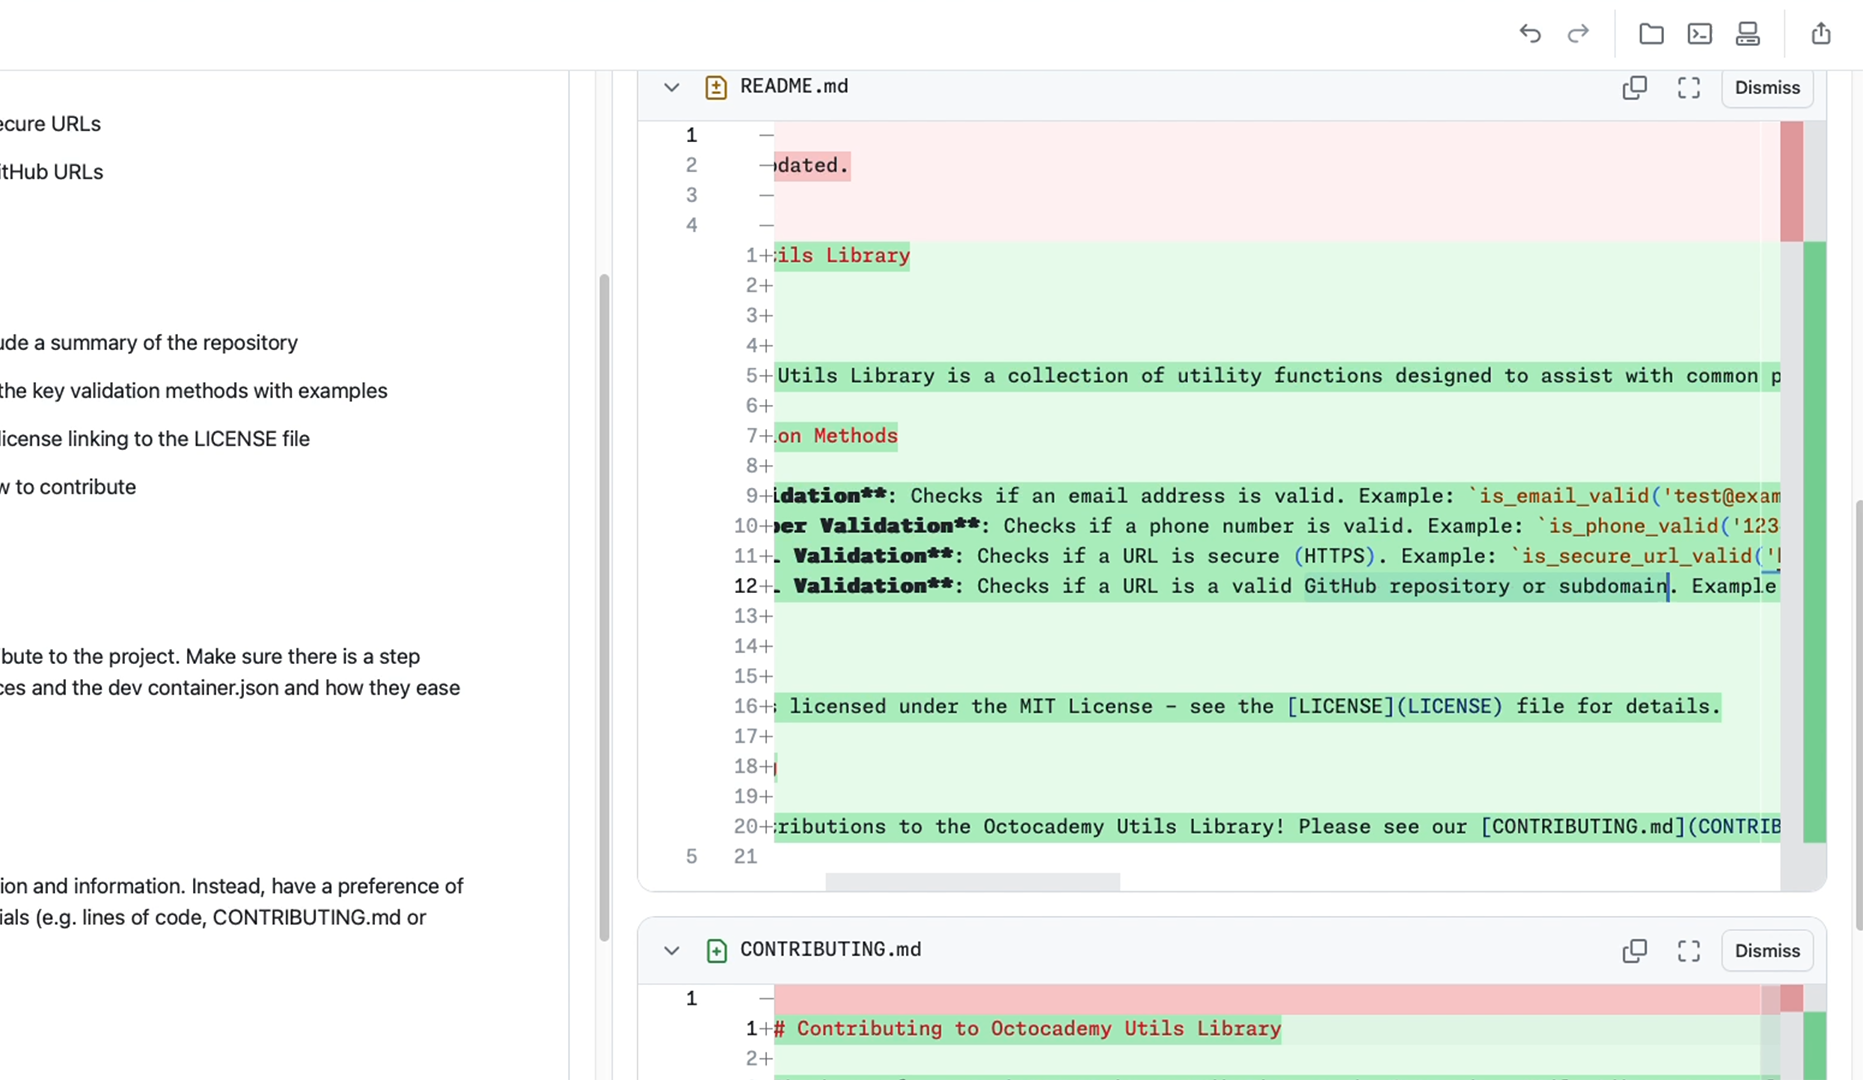 ecure URLs
itHub URLs
ude a summary of the repository
the key validation methods with examples
license linking to the LICENSE file
w to contribute
bute to the project. Make sure there is a step
ces and the dev container.json and how they ease
ion and information. Instead, have a preference of
ials (e.g. lines of code, CONTRIBUTING.md or
README.md
Dismiss
1 —
2 —dated.
3 —
4 —
1+ils Library
2+
3+
4+
5+ Utils Library is a collection of utility functions designed to assist with common p
6+
7+on Methods
8+
9+idation**: Checks if an email address is valid. Example: `is_email_valid('test@exam
10+ber Validation**: Checks if a phone number is valid. Example: `is_phone_valid('123
11+L Validation**: Checks if a URL is secure (HTTPS). Example: `is_secure_url_valid('h
12+L Validation**: Checks if a URL is a valid GitHub repository or subdomain. Example
13+
14+
15+
16+s licensed under the MIT License – see the [LICENSE](LICENSE) file for details.
17+
18+
19+
20+tributions to the Octocademy Utils Library! Please see our [CONTRIBUTING.md](CONTRIB
5 21
CONTRIBUTING.md
Dismiss
1 —
1+# Contributing to Octocademy Utils Library
2+